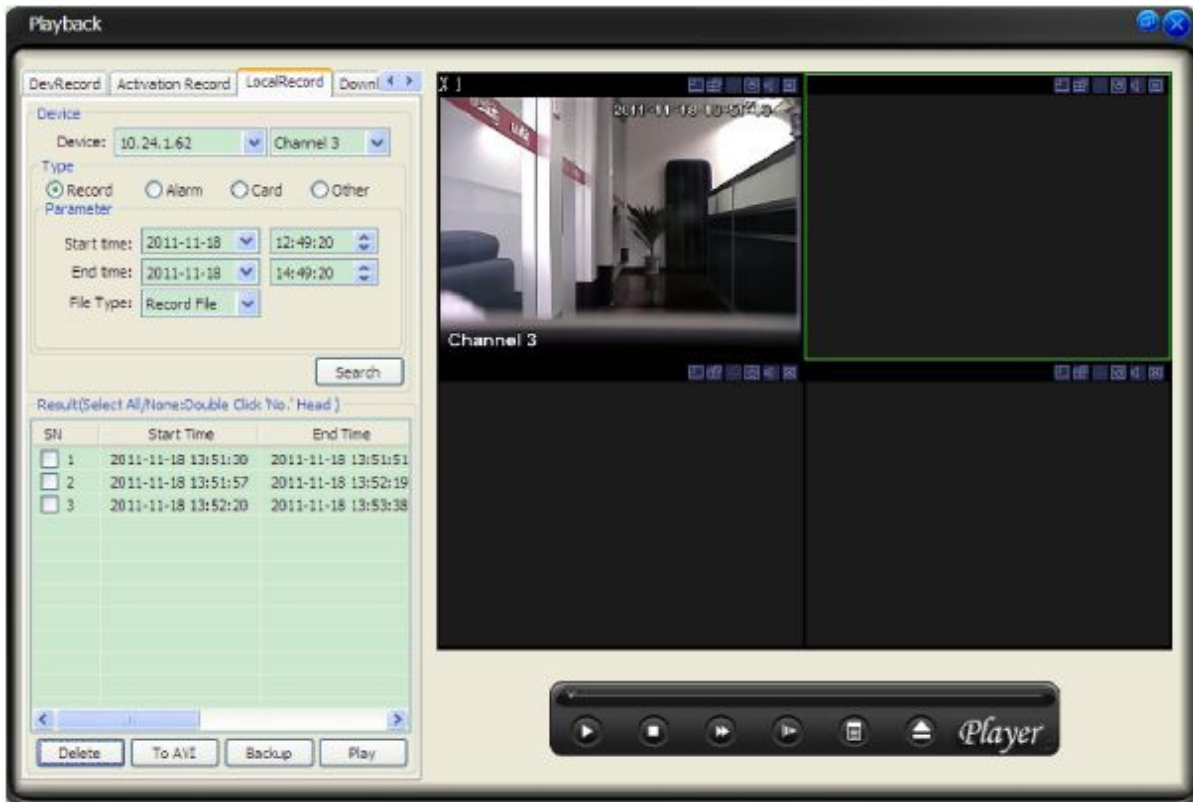 Playback
DevRecord Activation Record LocalRecord Downl
Device
Device: 10.24.1.62 Channel 3
Type
Record Alarm Card Other
Parameter
Start time: 2011-11-18 12:49:20
End time: 2011-11-18 14:49:20
File Type: Record File
Search
Result(Select All/None:Double Click 'No.' Head )
SN Start Time End Time
1 2011-11-18 13:51:30 2011-11-18 13:51:51
2 2011-11-18 13:51:57 2011-11-18 13:52:19
3 2011-11-18 13:52:20 2011-11-18 13:53:38
Delete To AVI Backup Play
X 1
Channel 3
Player